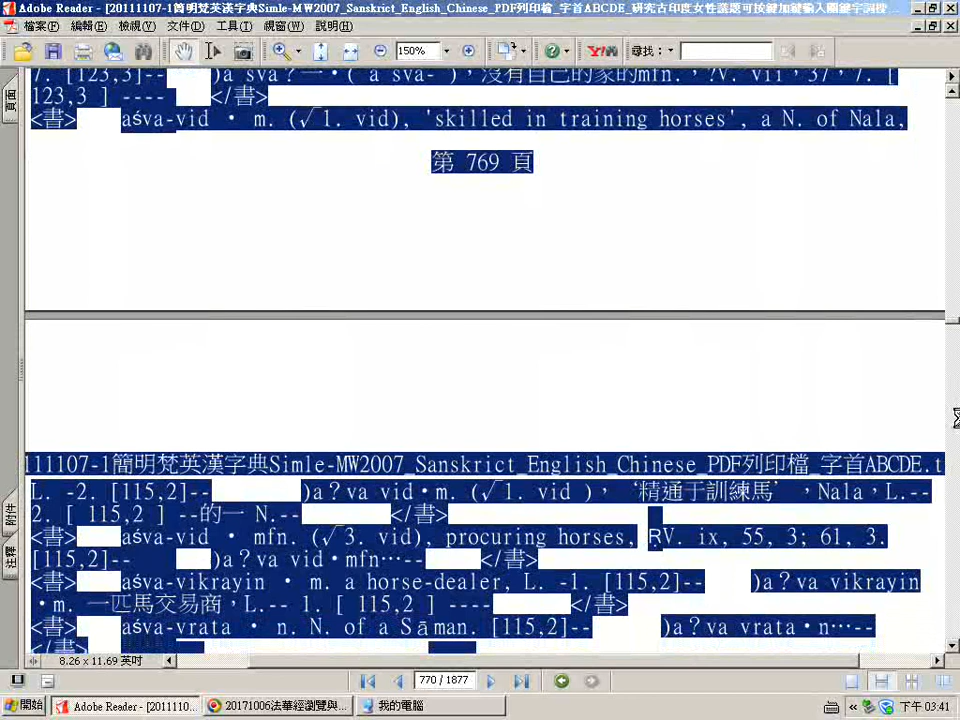 Adobe Reader - [20111107-1簡明梵英漢字典Simle-MW2007_Sanskrict_English_Chinese_PDF列印檔_字首ABCDE_研究古印度女性議題可按鍵加鍵輸入關鍵字詞搜
檔案(F) 編輯(E) 檢視(V) 文件(D) 工具(T) 視窗(W) 說明(H)
150% Y! 尋找：
頁面
7. [123,3]-- )a sva？一・( a sva- )，沒有自己的家的mfn.，?V. vii，37，7. [
123,3 ] ---- </書>
<書> aśva-vid ・ m. (√1. vid), 'skilled in training horses', a N. of Nala,
第 769 頁
111107-1簡明梵英漢字典Simle-MW2007_Sanskrict_English_Chinese_PDF列印檔_字首ABCDE.t
L. -2. [115,2]-- )a？va vid・m. (√1. vid )，‘精通于訓練馬’，Nala，L.--
2. [ 115,2 ] --的一 N.-- </書>
<書> aśva-vid ・ mfn. (√3. vid), procuring horses, ṚV. ix, 55, 3; 61, 3.
[115,2]-- )a？va vid・mfn…-- </書>
<書> aśva-vikrayin ・ m. a horse-dealer, L. -1. [115,2]-- )a？va vikrayin
・m. 一匹馬交易商，L.-- 1. [ 115,2 ] ---- </書>
<書> aśva-vrata ・ n. N. of a Sāman. [115,2]-- )a？va vrata・n…--
</書>
附件
注釋
8.26 x 11.69 英吋
770 / 1877
開始 Adobe Reader - [2011110... 20171006法華經瀏覽與... 我的電腦 下午 03:41